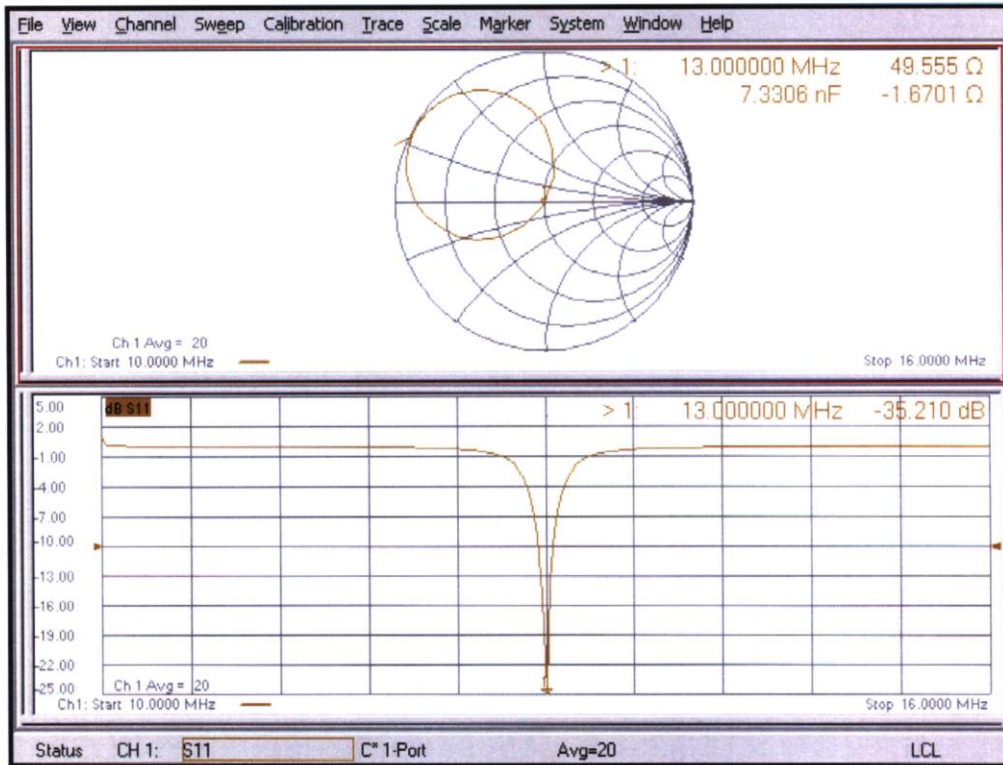 File View Channel Sweep Calibration Trace Scale Marker System Window Help
> 1: 13.000000 MHz 49.555 Ω
7.3306 nF -1.6701 Ω
Ch 1 Avg = 20
Ch1: Start 10.0000 MHz Stop 16.0000 MHz
5.00 dB S11 > 1: 13.000000 MHz -35.210 dB
2.00
-1.00
-4.00
-7.00
-10.00
-13.00
-16.00
-19.00
-22.00
-25.00 Ch 1 Avg = 20
Ch1: Start 10.0000 MHz Stop 16.0000 MHz
Status CH 1: S11 C* 1-Port Avg=20 LCL